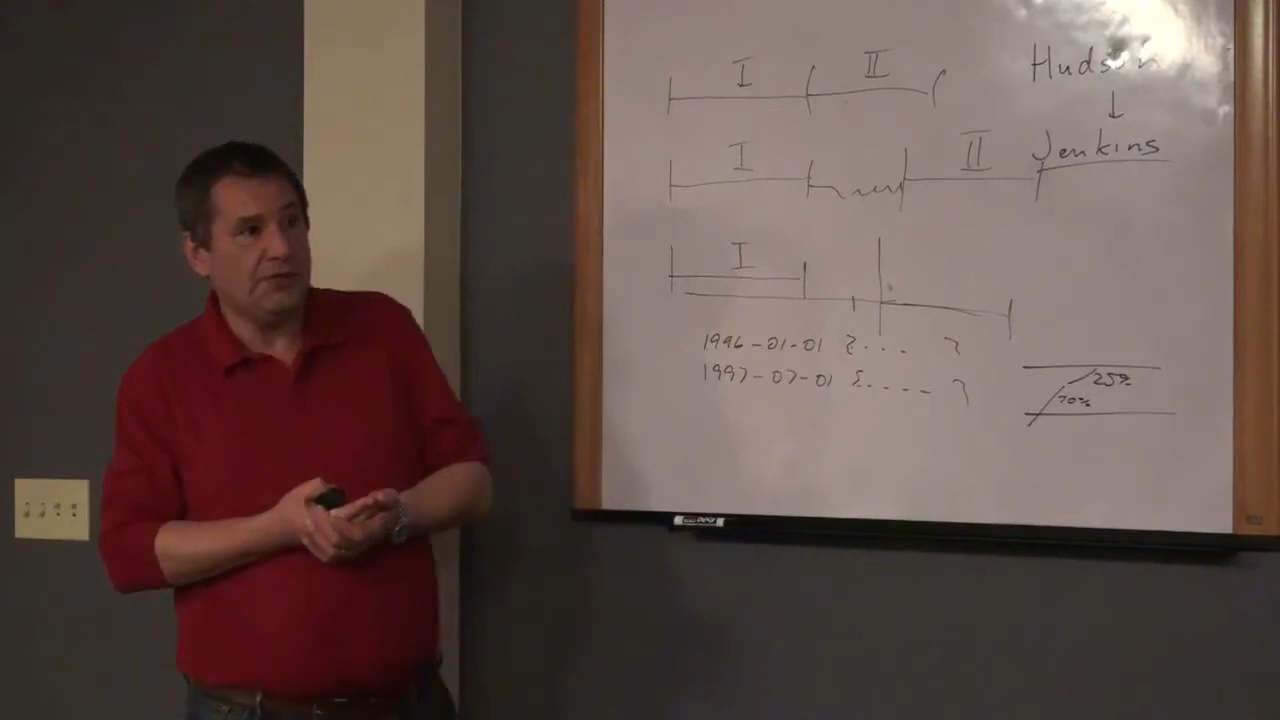 I II Hudson
I II Jenkins
I
1996-01-01 {.... }
1997-07-01 {..... }
25%
70%